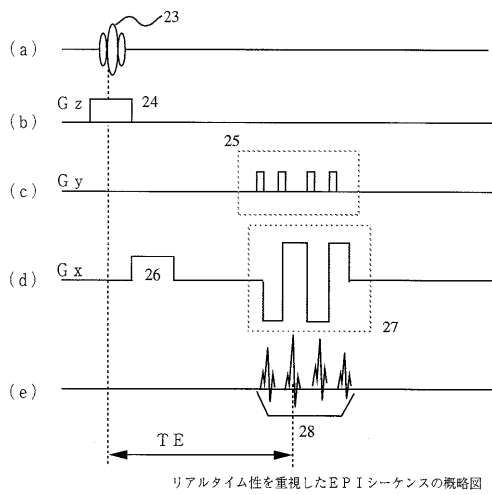 23
(a)
Gz
24
(b)
25
Gy
(c)
Gx
26
(d)
27
(e)
28
TE
リアルタイム性を重視したＥＰＩシーケンスの概略図